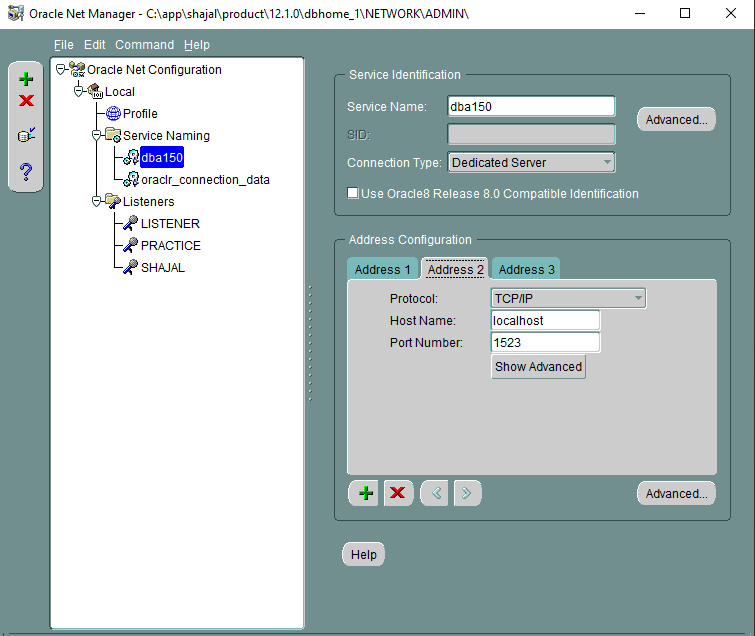 Oracle Net Manager - C:\app\shajal\product\12.1.0\dbhome_1\NETWORK\ADMIN\
File Edit Command Help
Oracle Net Configuration
Local
Profile
Service Naming
dba150
oraclr_connection_data
Listeners
LISTENER
PRACTICE
SHAJAL
Service Identification
Service Name: dba150
Advanced...
SID:
Connection Type: Dedicated Server
Use Oracle8 Release 8.0 Compatible Identification
Address Configuration
Address 1 Address 2 Address 3
Protocol: TCP/IP
Host Name: localhost
Port Number: 1523
Show Advanced
Advanced...
Help